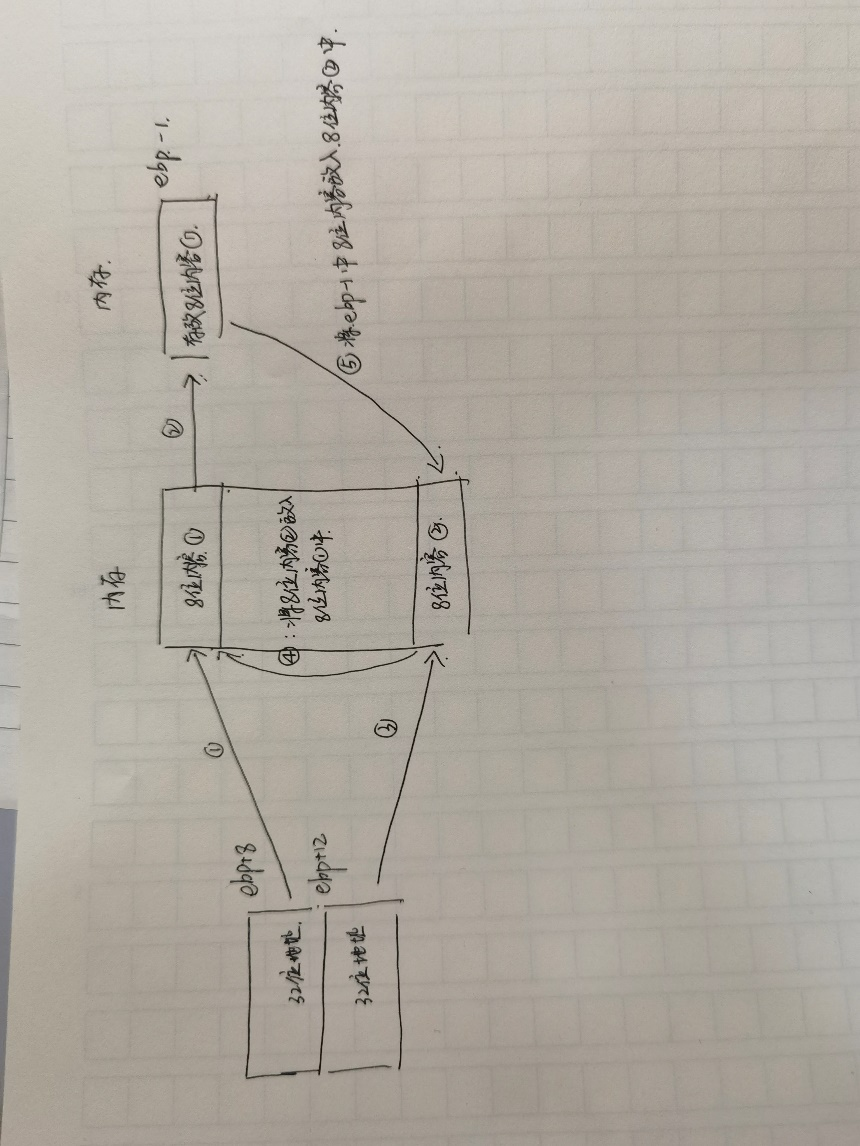 内存
内存.
ebp-1.
8位内容①
②
存放8位内容①.
④:将8位内容②放入
8位内容①中.
①
ebp+8
32位地址.
ebp+12
32位地址
③
8位内容②.
⑤将ebp-1中8位内容放入8位内容②中.